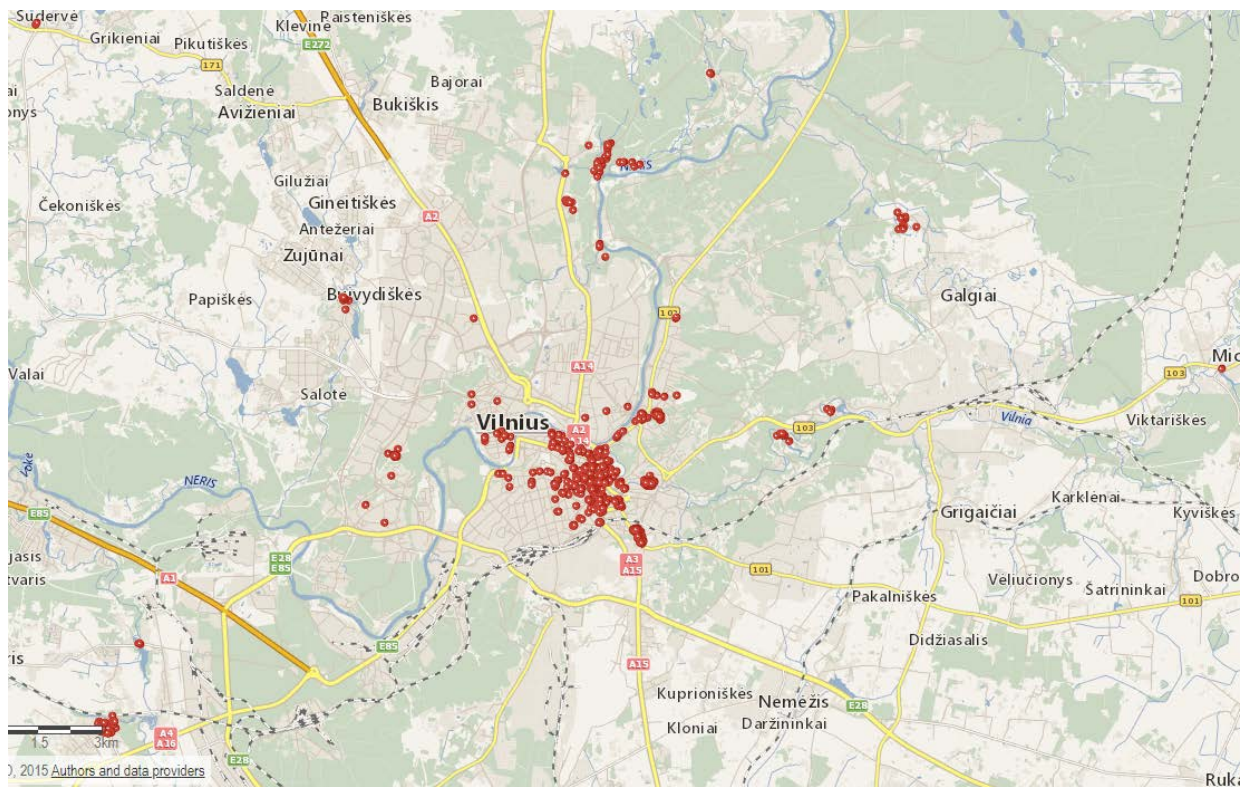 Sudervė
Raisteniškės
Klevinė
Grikieniai
Pikutiškės
E272
171
Bajorai
Saldenė
Bukiškis
Avižieniai
NERIS
Gilužiai
Gineitiškės
Čekoniškės
A2
Antežeriai
Zujūnai
Papiškės
Buivydiškės
Galgiai
102
A14
Valai
103
Salotė
Vilnius
A2
A14
103
Vilnia
Viktariškės
NERIS
Karklėnai
E85
Grigaičiai
Kyviškės
E28
E85
A3
A15
101
A1
Vėliučionys
Šatrininkai
Dobro
Pakalniškės
101
Didžiasalis
E85
A15
Kuprioniškės
Nemėžis
E28
Kloniai
Daržininkai
A4
A16
1.5
3km
E28
, 2015 Authors and data providers
Ruka